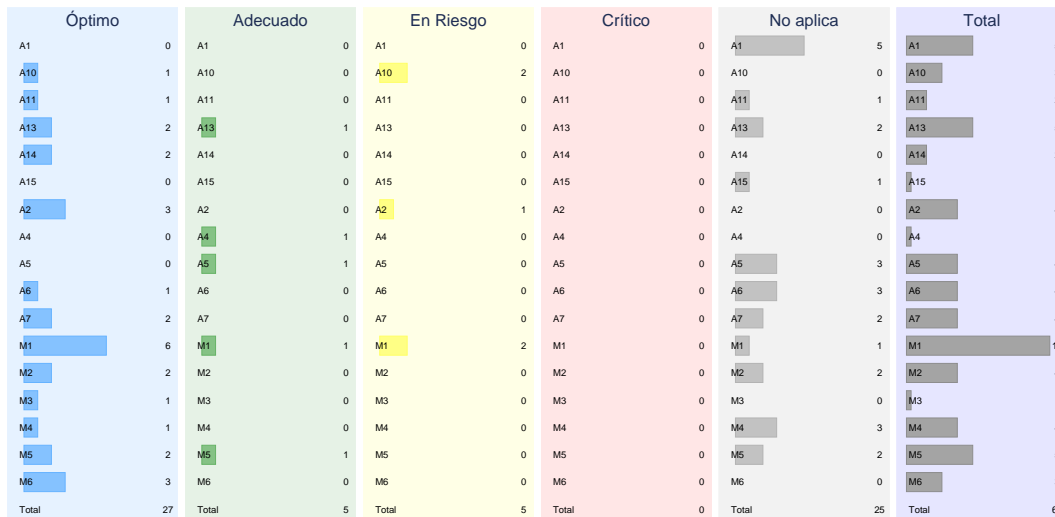 Óptimo Adecuado En Riesgo Crítico No aplica Total
A1 0 A1 0 A1 0 A1 0 A1 5 A1
A10 1 A10 0 A10 2 A10 0 A10 0 A10
A11 1 A11 0 A11 0 A11 0 A11 1 A11
A13 2 A13 1 A13 0 A13 0 A13 2 A13
A14 2 A14 0 A14 0 A14 0 A14 0 A14
A15 0 A15 0 A15 0 A15 0 A15 1 A15
A2 3 A2 0 A2 1 A2 0 A2 0 A2
A4 0 A4 1 A4 0 A4 0 A4 0 A4
A5 0 A5 1 A5 0 A5 0 A5 3 A5
A6 1 A6 0 A6 0 A6 0 A6 3 A6
A7 2 A7 0 A7 0 A7 0 A7 2 A7
M1 6 M1 1 M1 2 M1 0 M1 1 M1 1
M2 2 M2 0 M2 0 M2 0 M2 2 M2
M3 1 M3 0 M3 0 M3 0 M3 0 M3
M4 1 M4 0 M4 0 M4 0 M4 3 M4
M5 2 M5 1 M5 0 M5 0 M5 2 M5
M6 3 M6 0 M6 0 M6 0 M6 0 M6
Total 27 Total 5 Total 5 Total 0 Total 25 Total 6